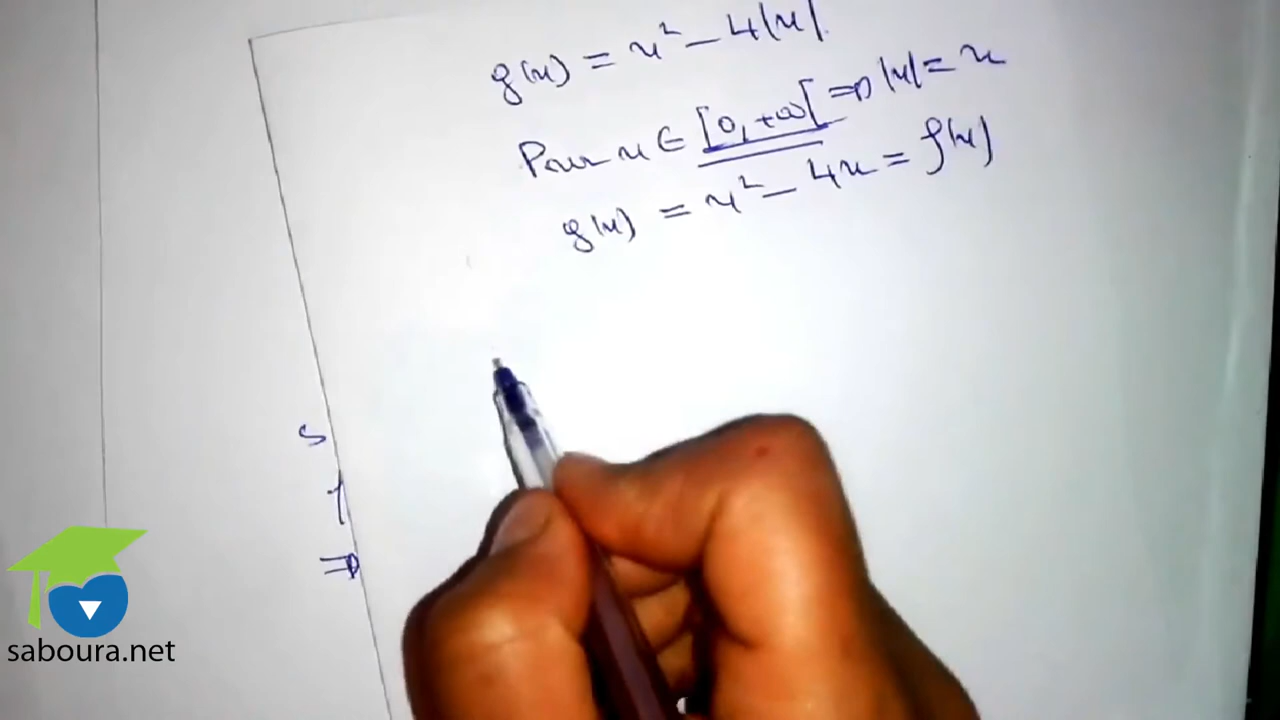 g(x) = x² - 4|x|.
Pour x ∈ [0, +∞[ ⇒ |x| = x
g(x) = x² - 4x = f(x)
s
⇒
saboura.net